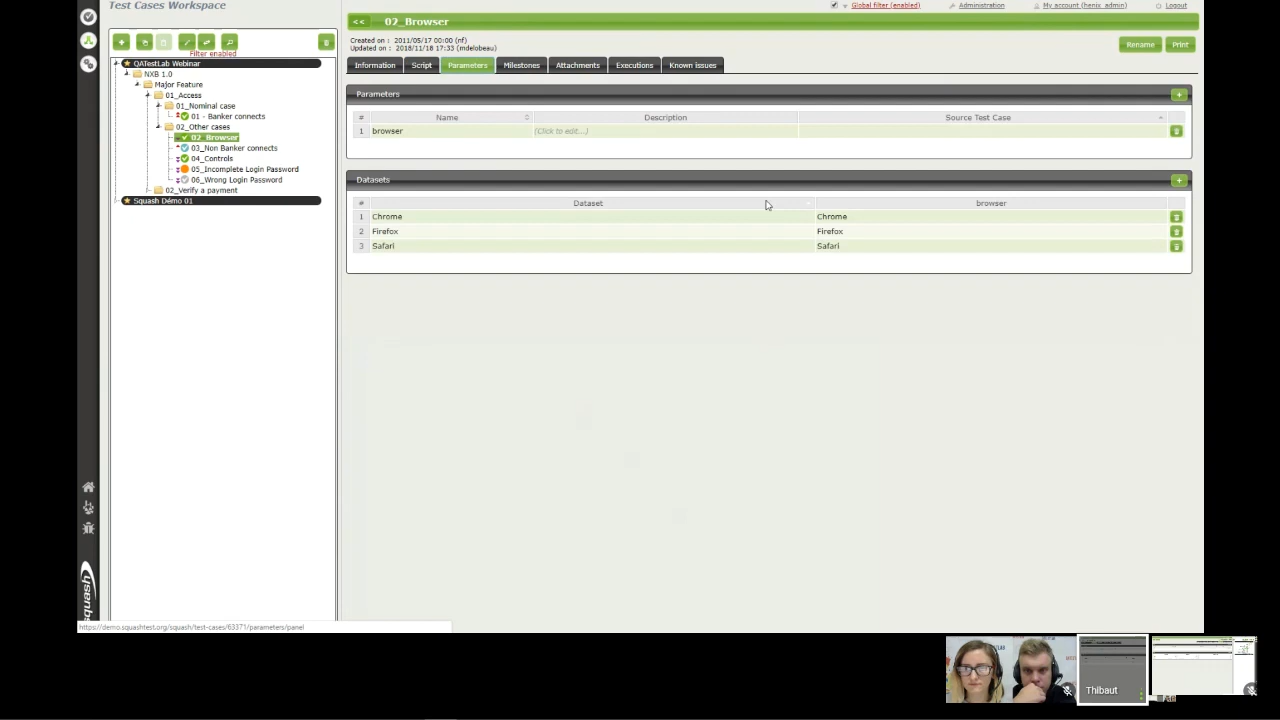 Test Cases Workspace
Global filter (enabled)
Administration
My account (henix_admin)
Logout
<< 02_Browser
Created on : 2011/05/17 00:00 (nf)
Updated on : 2018/11/18 17:33 (mdelobeau)
Rename
Print
Filter enabled
QATestLab Webinar
NXB 1.0
Major Feature
01_Access
01_Nominal case
01 - Banker connects
02_Other cases
02_Browser
03_Non Banker connects
04_Controls
05_Incomplete Login Password
06_Wrong Login Password
02_Verify a payment
Squash Démo 01
Information Script Parameters Milestones Attachments Executions Known issues
Parameters
# Name Description Source Test Case
1 browser (Click to edit...)
Datasets
# Dataset browser
1 Chrome Chrome
2 Firefox Firefox
3 Safari Safari
squash
https://demo.squashtest.org/squash/test-cases/63371/parameters/panel
Thibaut